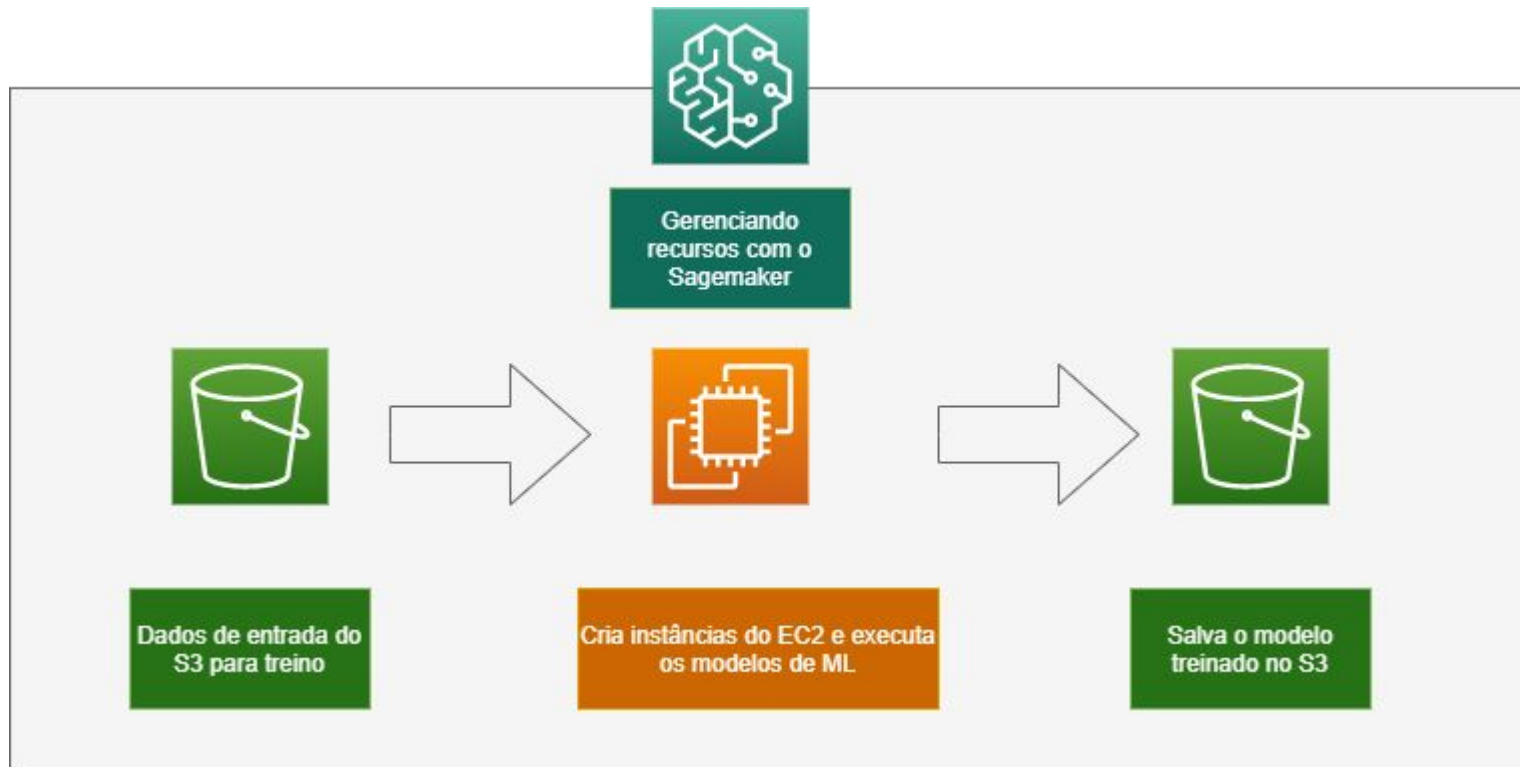 Gerenciando
recursos com o
Sagemaker
Dados de entrada do
S3 para treino
Cria instâncias do EC2 e executa
os modelos de ML
Salva o modelo
treinado no S3